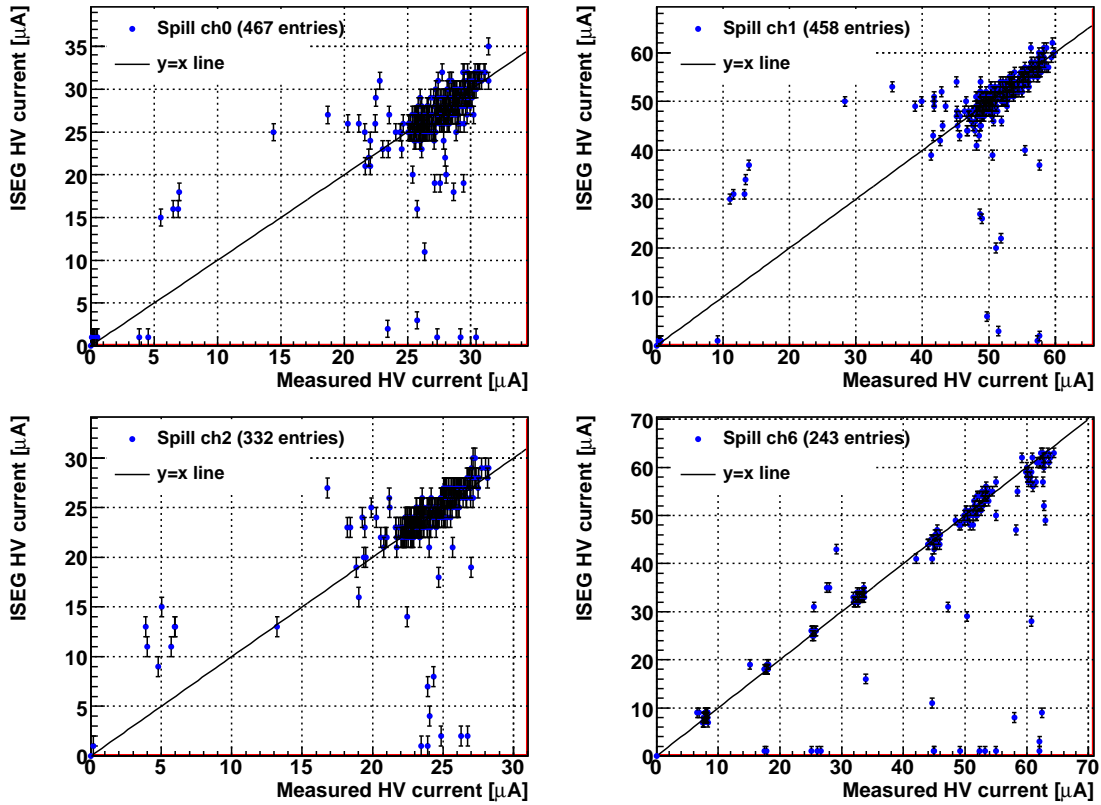 ISEG HV current [μA]
35
30
25
20
15
10
5
0
Spill ch0 (467 entries)
y=x line
0 5 10 15 20 25 30
Measured HV current [μA]
ISEG HV current [μA]
60
50
40
30
20
10
0
Spill ch1 (458 entries)
y=x line
0 10 20 30 40 50 60
Measured HV current [μA]
ISEG HV current [μA]
30
25
20
15
10
5
0
Spill ch2 (332 entries)
y=x line
0 5 10 15 20 25 30
Measured HV current [μA]
ISEG HV current [μA]
70
60
50
40
30
20
10
0
Spill ch6 (243 entries)
y=x line
0 10 20 30 40 50 60 70
Measured HV current [μA]